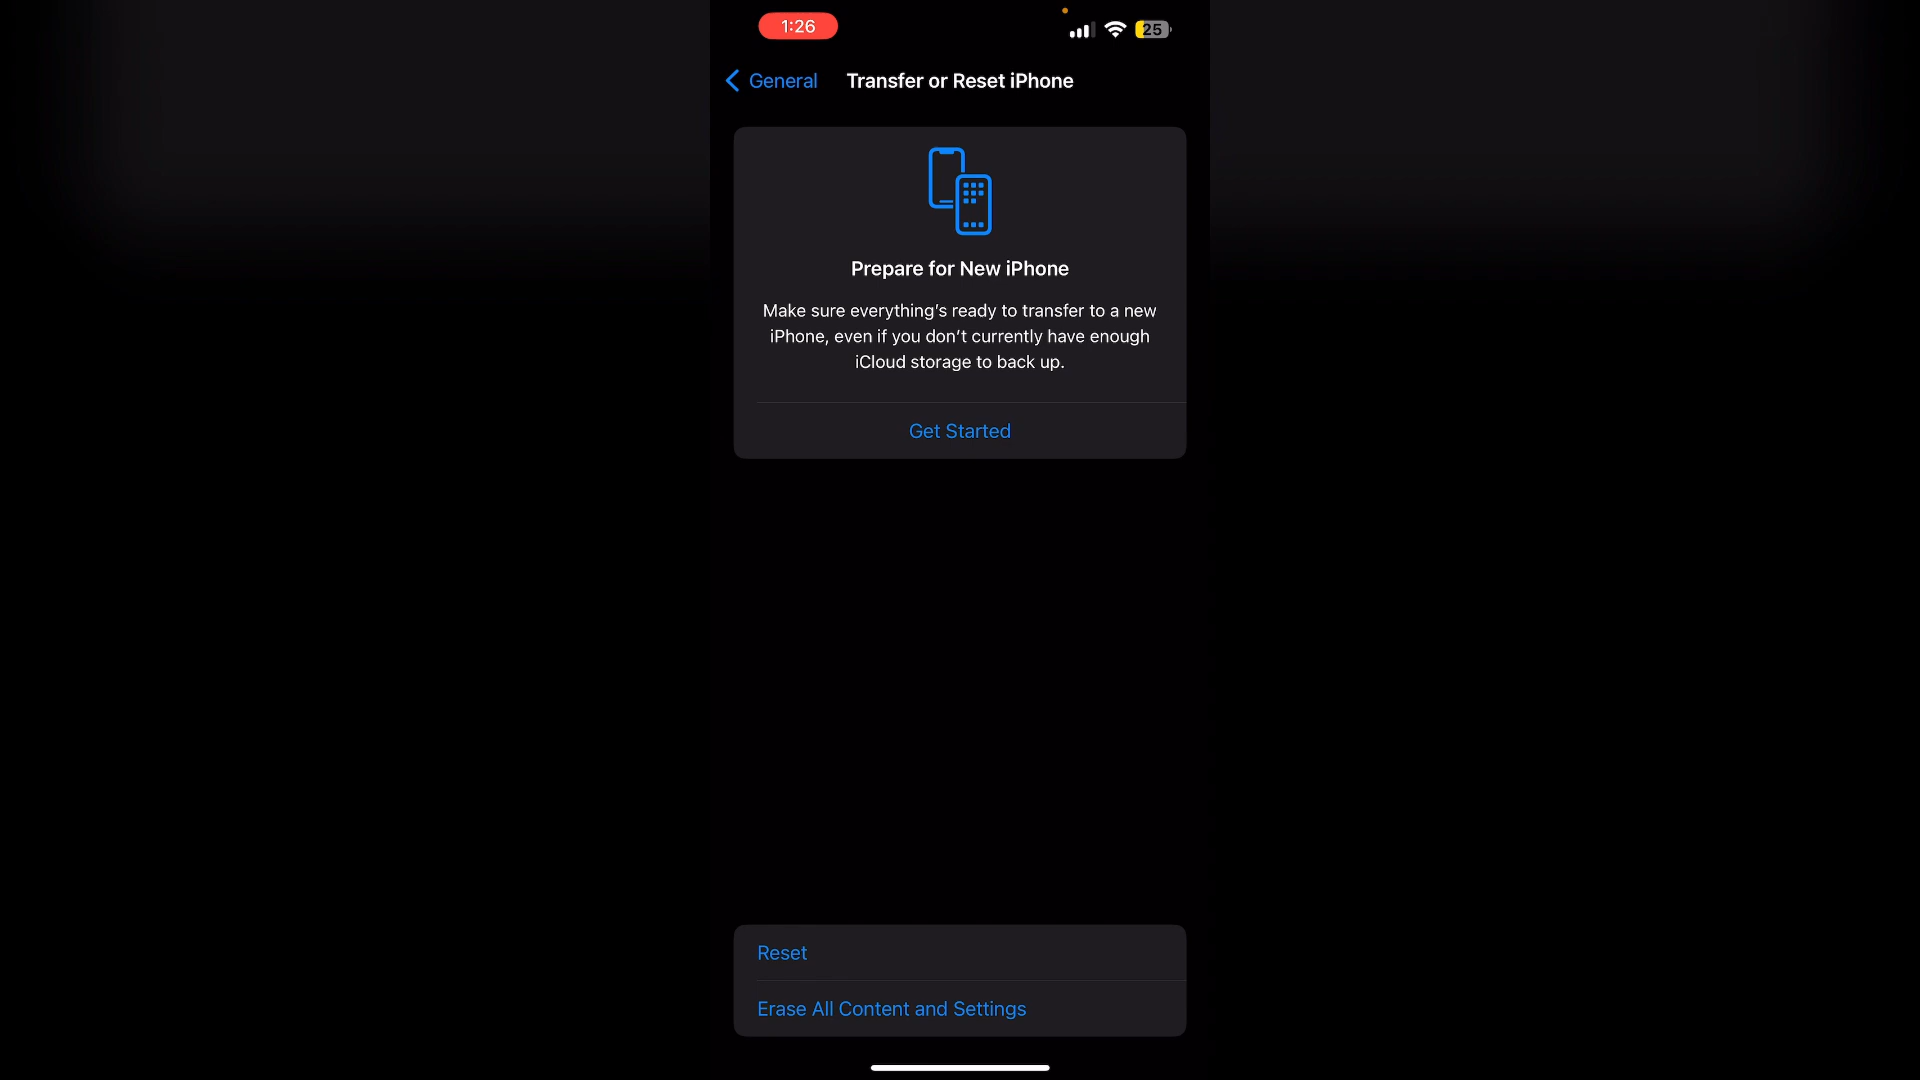 1:26
25
General
Transfer or Reset iPhone
Prepare for New iPhone
Make sure everything's ready to transfer to a new
iPhone, even if you don't currently have enough
iCloud storage to back up.
Get Started
Reset
Erase All Content and Settings